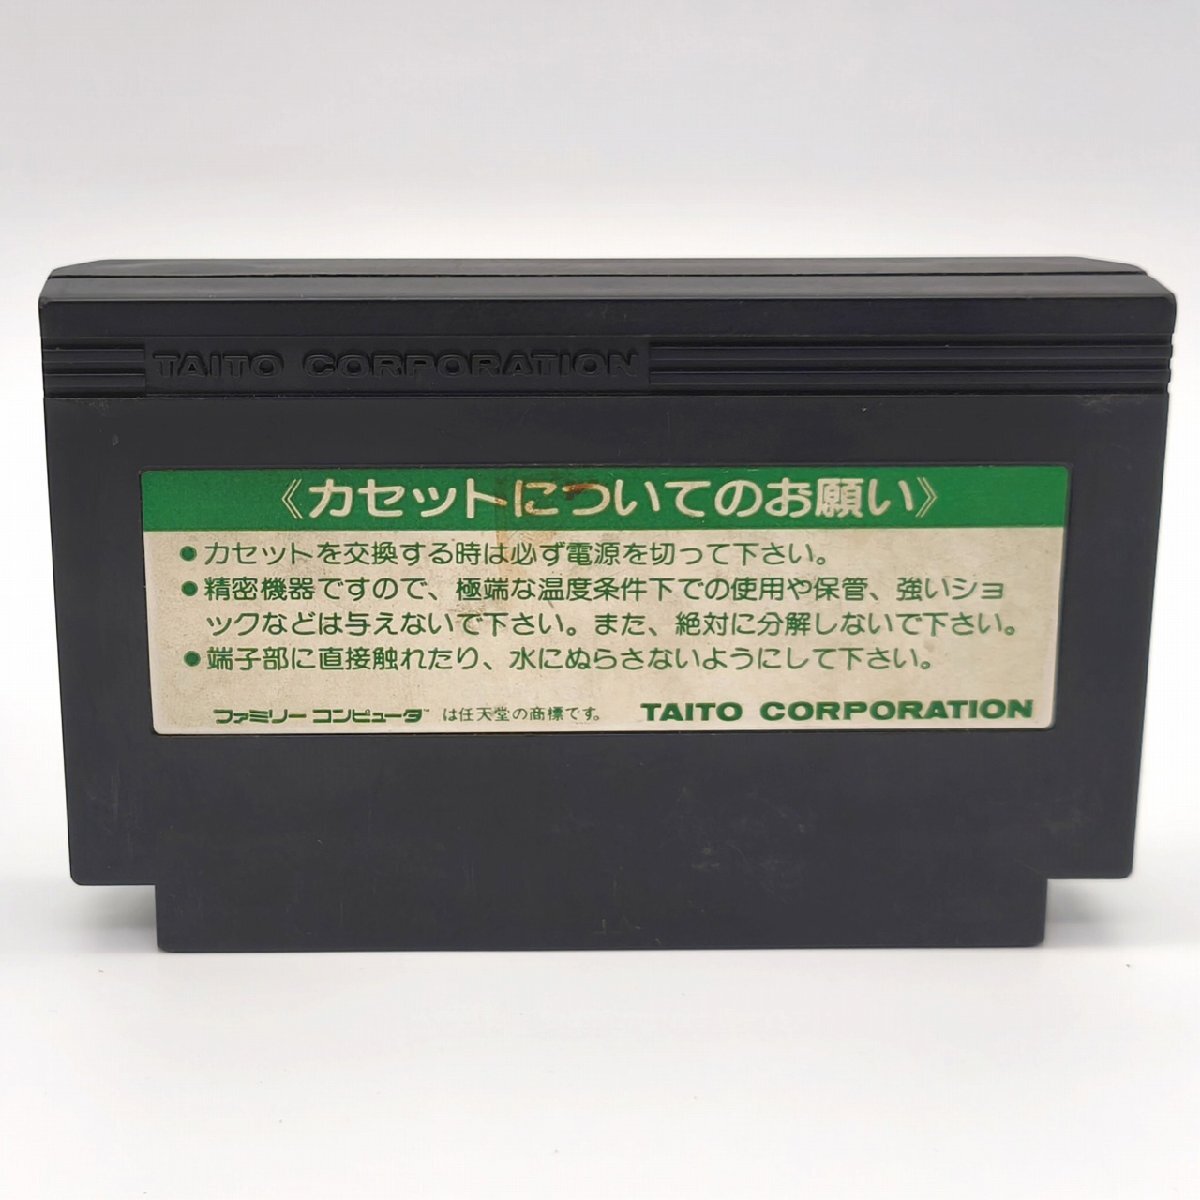 TAITO CORPORATION
《カセットについてのお願い》
●カセットを交換する時は必ず電源を切って下さい。
●精密機器ですので、極端な温度条件下での使用や保管、強いショ
ックなどは与えないで下さい。また、絶対に分解しないで下さい。
●端子部に直接触れたり、水にぬらさないようにして下さい。
ファミリーコンピュータ™ は任天堂の商標です。 TAITO CORPORATION